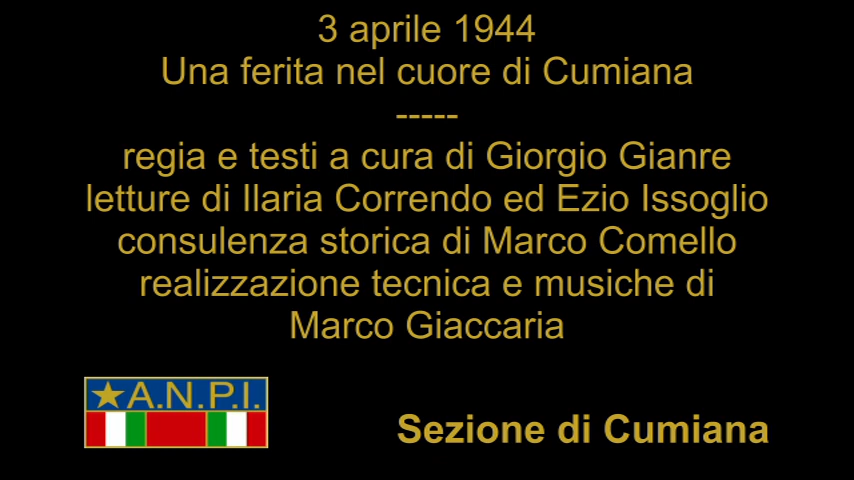 3 aprile 1944
Una ferita nel cuore di Cumiana
-----
regia e testi a cura di Giorgio Gianre
letture di Ilaria Correndo ed Ezio Issoglio
consulenza storica di Marco Comello
realizzazione tecnica e musiche di
Marco Giaccaria
★A.N.P.I.
Sezione di Cumiana